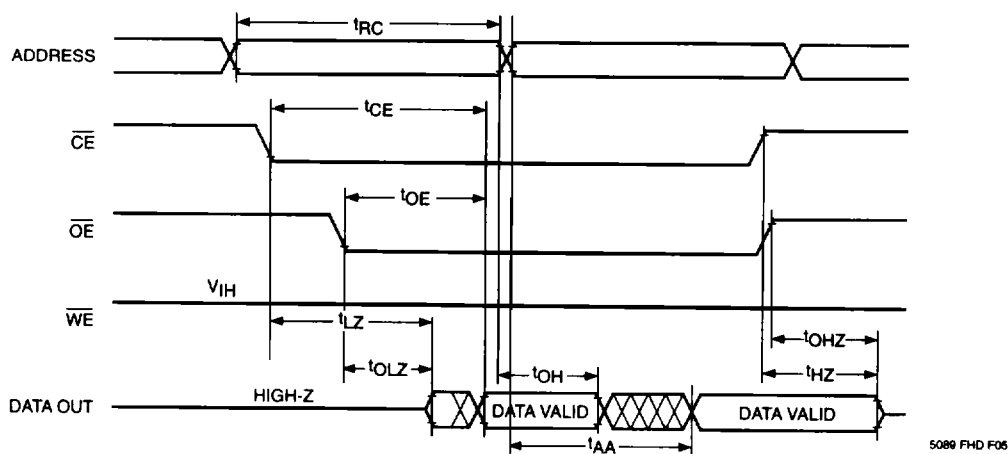 tRC
ADDRESS
tCE
CE
tOE
OE
VIH
WE
tLZ
tOHZ
tOLZ
tOH
tHZ
HIGH-Z
DATA OUT
DATA VALID
DATA VALID
tAA
5089 FHD F05